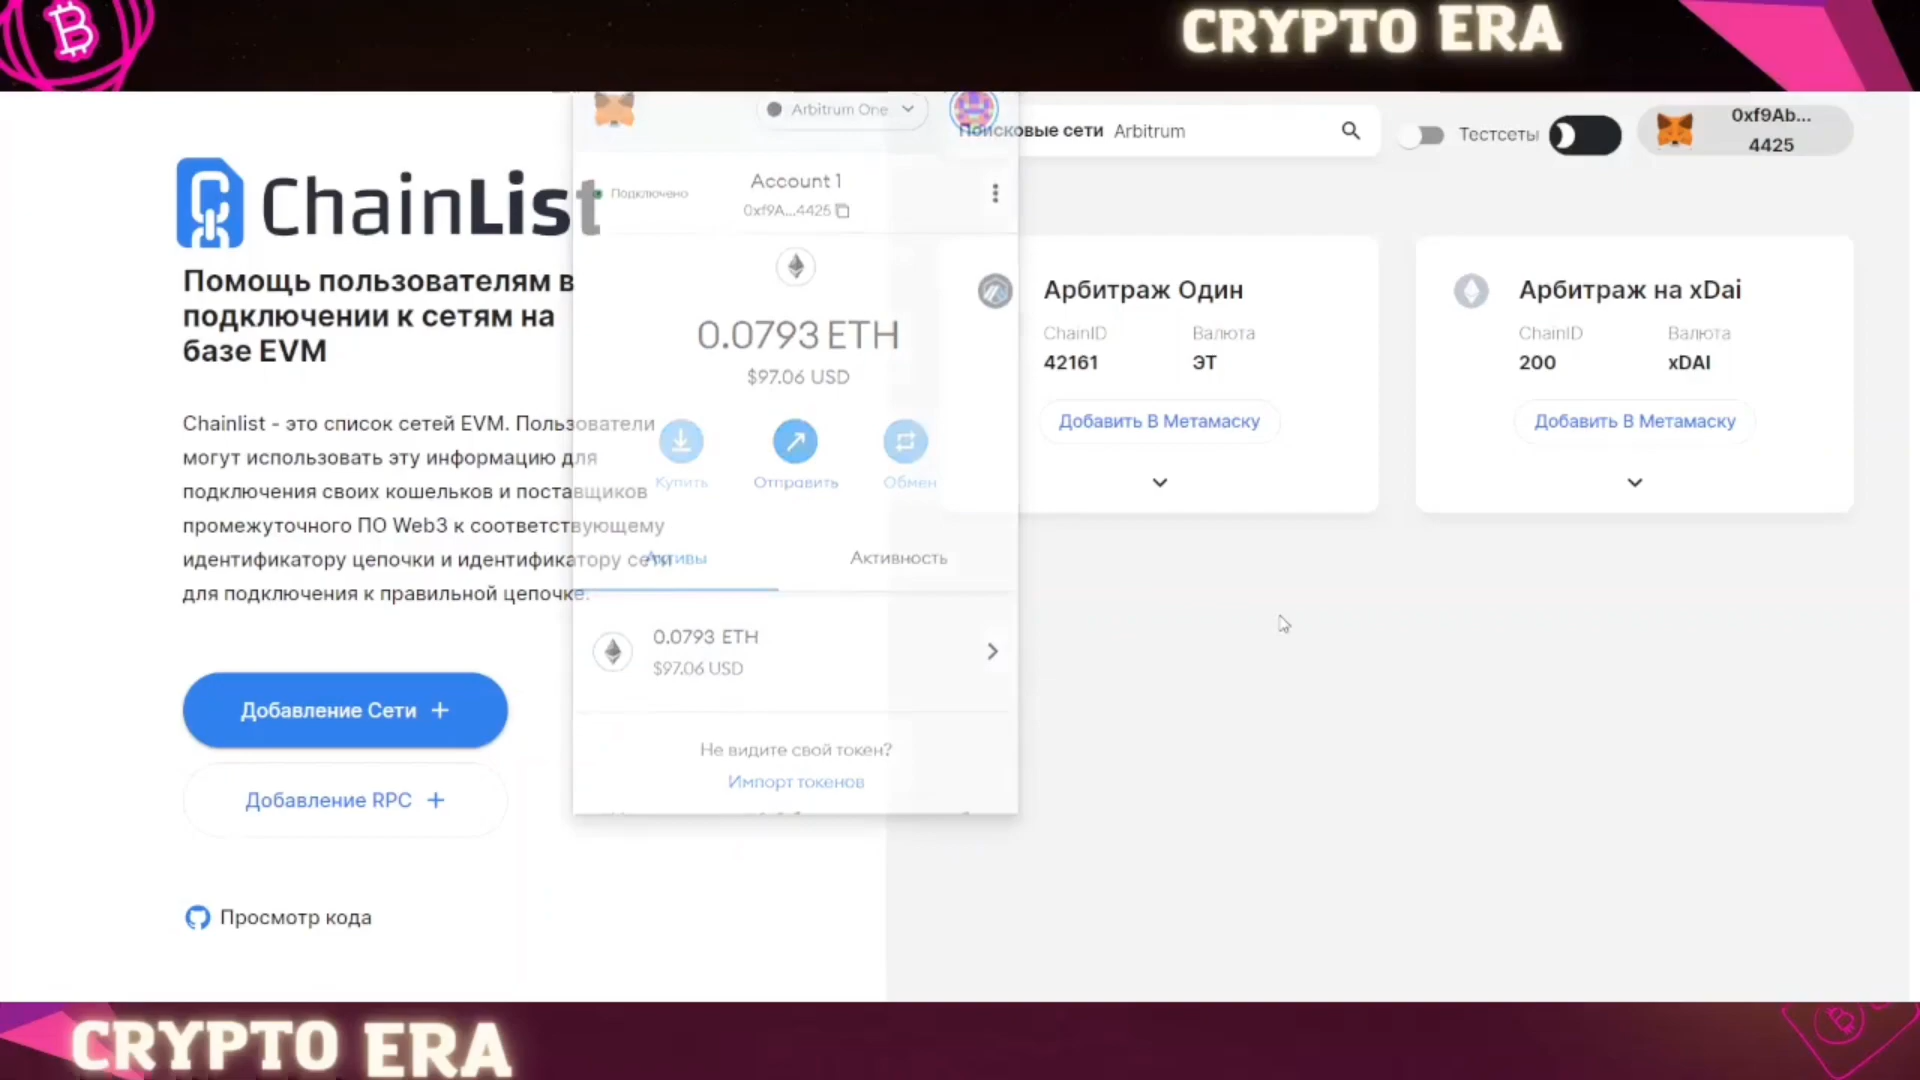 CRYPTO ERA
ChainList
Помощь пользователям в
подключении к сетям на
базе EVM
Chainlist - это список сетей EVM. Пользователи
могут использовать эту информацию для
подключения своих кошельков и поставщиков
промежуточного ПО Web3 к соответствующему
идентификатору цепочки и идентификатору сети
для подключения к правильной цепочке.
Добавление Сети +
Добавление RPC +
Просмотр кода
Arbitrum One
Подключено
Account 1
0xf9A...4425
0.0793 ETH
$97.06 USD
Купить
Отправить
Обмен
Активы
Активность
0.0793 ETH
$97.06 USD
Не видите свой токен?
Импорт токенов
Поисковые сети Arbitrum
Тестсеты
0xf9Ab...
4425
Арбитраж Один
ChainID Валюта
42161 ЭТ
Добавить В Метамаску
Арбитраж на xDai
ChainID Валюта
200 xDAI
Добавить В Метамаску
CRYPTO ERA